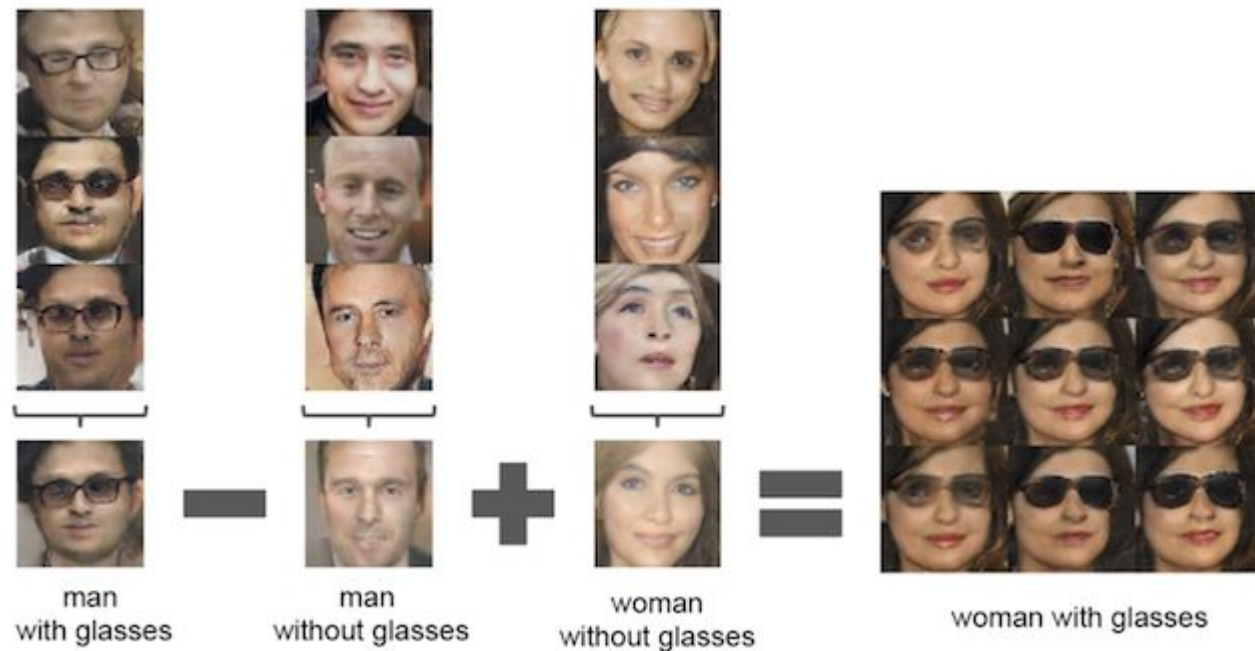 man
with glasses
man
without glasses
woman
without glasses
woman with glasses